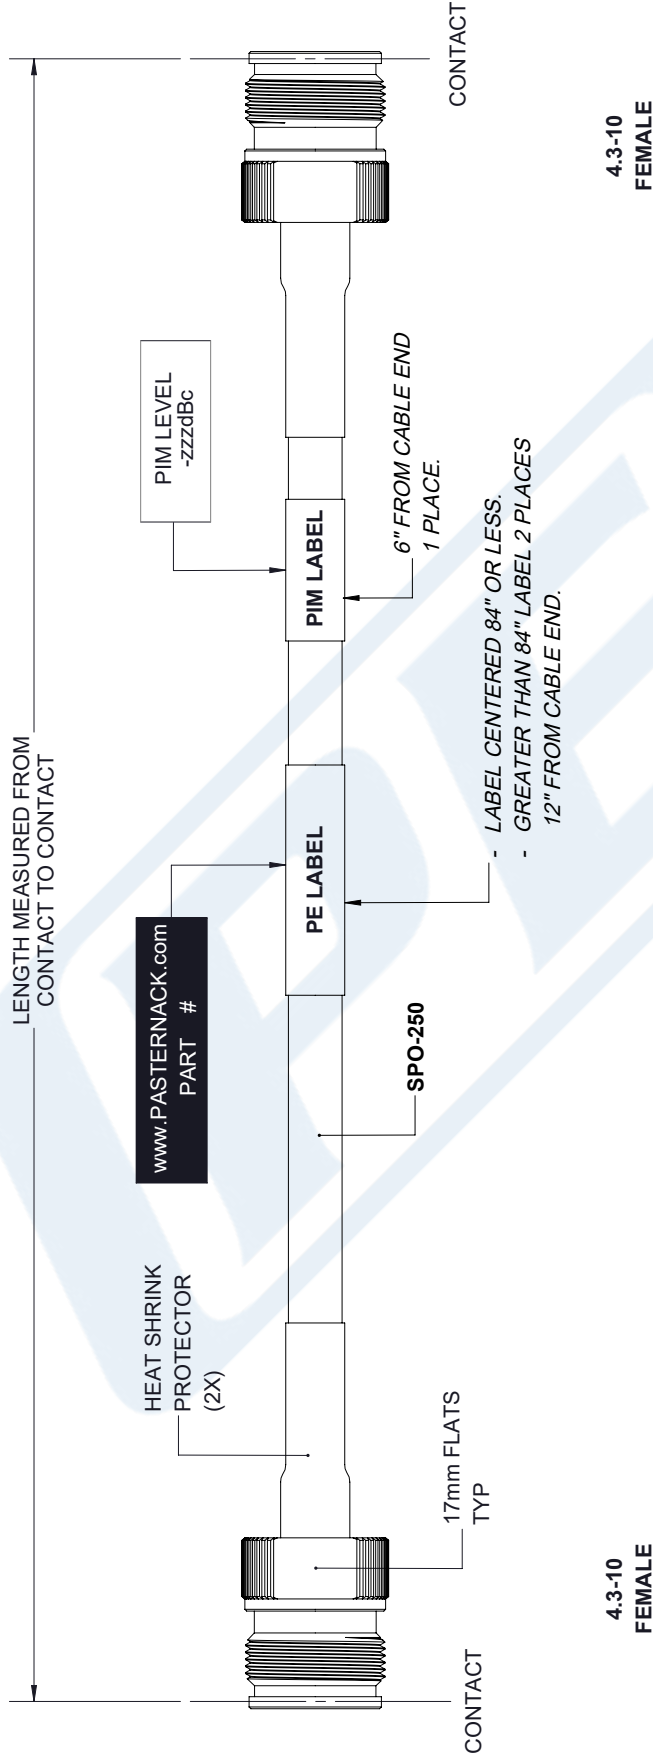 LENGTH MEASURED FROM
CONTACT TO CONTACT
HEAT SHRINK
PROTECTOR
(2X)
www.PASTERNACK.com
PART #
PIM LEVEL
-zzzdBc
PE LABEL
PIM LABEL
CONTACT
17mm FLATS
TYP
SPO-250
- LABEL CENTERED 84" OR LESS.
- GREATER THAN 84" LABEL 2 PLACES
12" FROM CABLE END.
6" FROM CABLE END
1 PLACE.
CONTACT
4.3-10
FEMALE
4.3-10
FEMALE